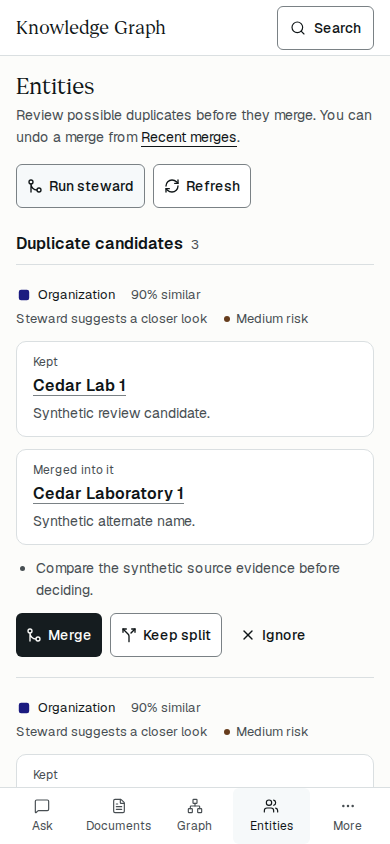 Knowledge Graph
Search
Entities
Review possible duplicates before they merge. You can
undo a merge from Recent merges.
Run steward
Refresh
Duplicate candidates 3
Organization 90% similar
Steward suggests a closer look • Medium risk
Kept
Cedar Lab 1
Synthetic review candidate.
Merged into it
Cedar Laboratory 1
Synthetic alternate name.
• Compare the synthetic source evidence before
deciding.
Merge
Keep split
Ignore
Organization 90% similar
Steward suggests a closer look • Medium risk
Kept
Ask
Documents
Graph
Entities
More